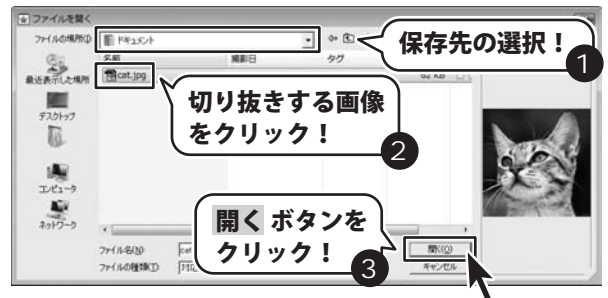 ファイルを開く
ファイルの場所(I):
ドキュメント
保存先の選択！
1
名前
撮影日
タグ
最近表示した場所
cat.jpg
62 KB
切り抜きする画像
をクリック！
2
デスクトップ
コンピュータ
ネットワーク
開く ボタンを
クリック！
3
ファイル名(N):
cat
開く(O)
ファイルの種類(T):
キャンセル